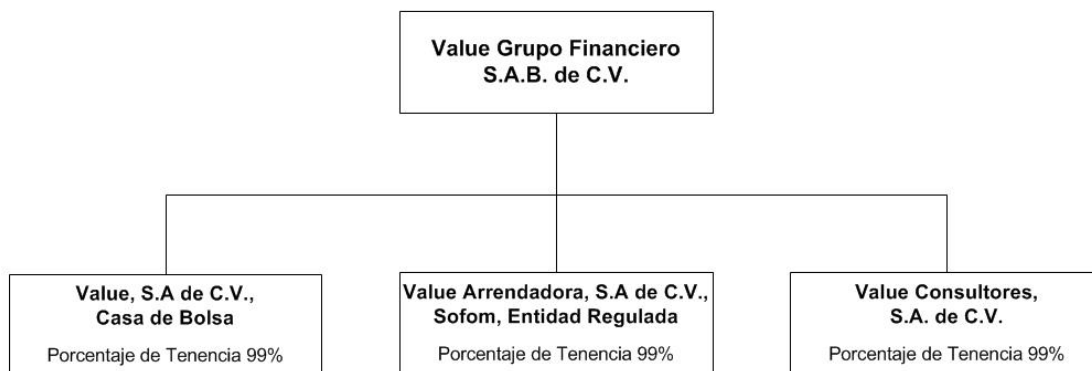 Value Grupo Financiero
S.A.B. de C.V.
Value, S.A de C.V.,
Casa de Bolsa
Porcentaje de Tenencia 99%
Value Arrendadora, S.A de C.V.,
Sofom, Entidad Regulada
Porcentaje de Tenencia 99%
Value Consultores,
S.A. de C.V.
Porcentaje de Tenencia 99%